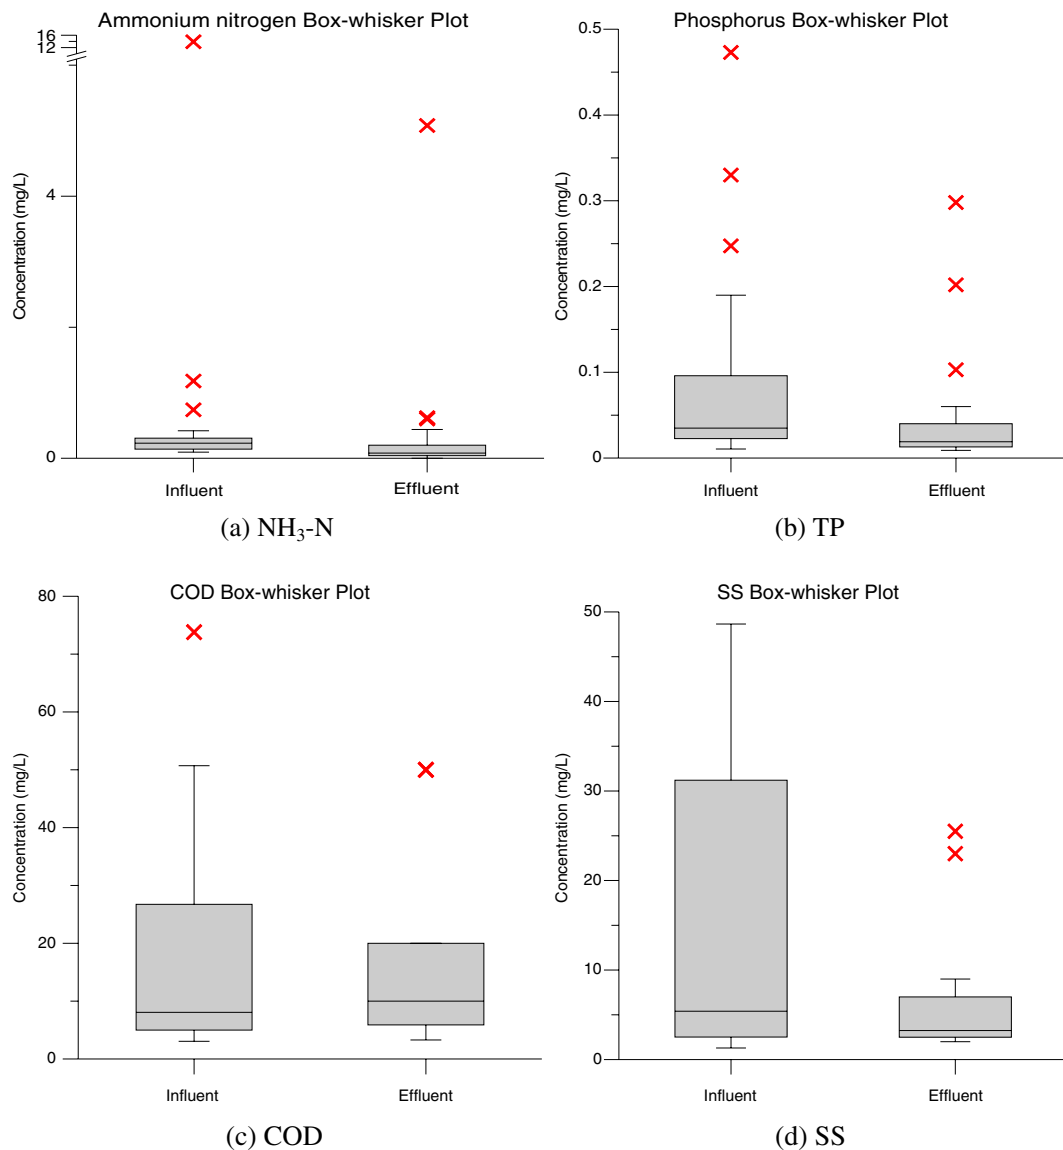 Ammonium nitrogen Box-whisker Plot
16
12
4
0
Concentration (mg/L)
Influent
Effluent
(a) NH₃-N
Phosphorus Box-whisker Plot
0.5
0.4
0.3
0.2
0.1
0
Concentration (mg/L)
Influent
Effluent
(b) TP
COD Box-whisker Plot
80
60
40
20
0
Concentration (mg/L)
Influent
Effluent
(c) COD
SS Box-whisker Plot
50
40
30
20
10
0
Concentration (mg/L)
Influent
Effluent
(d) SS